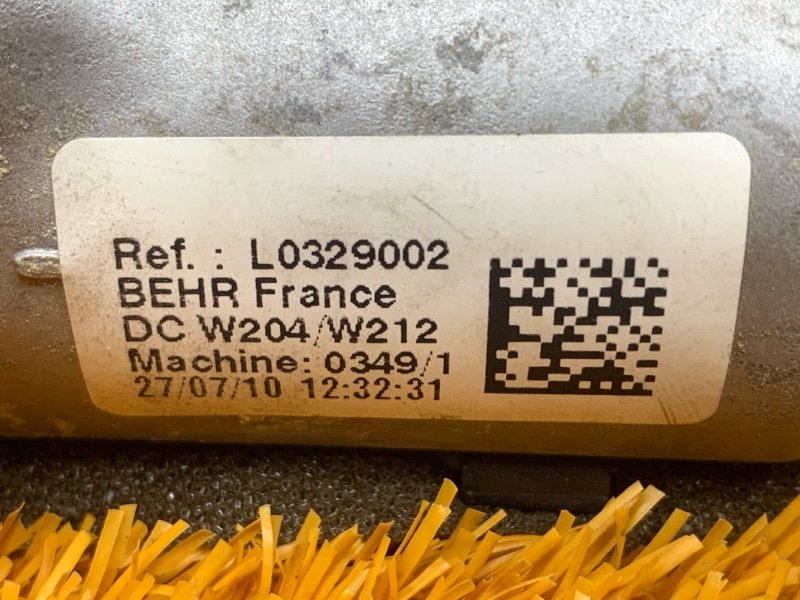 Ref. : L0329002
BEHR France
DC W204/W212
Machine: 0349/1
27/07/10 12:32:31